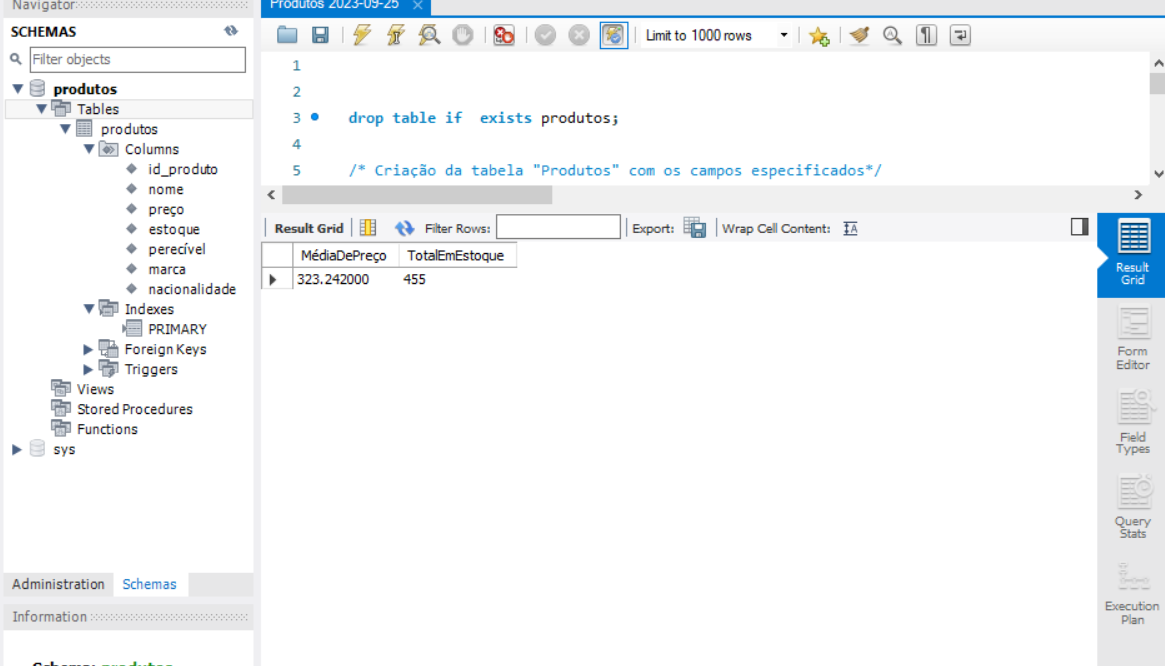 Navigator
Produtos 2023-09-25
SCHEMAS
Filter objects
produtos
Tables
produtos
Columns
id_produto
nome
preço
estoque
perecível
marca
nacionalidade
Indexes
PRIMARY
Foreign Keys
Triggers
Views
Stored Procedures
Functions
sys
Administration Schemas
Information
Schema: produtos
Limit to 1000 rows
1
2
3 drop table if  exists produtos;
4
5 /* Criação da tabela "Produtos" com os campos especificados*/
Result Grid Filter Rows: Export: Wrap Cell Content:
MédiaDePreço TotalEmEstoque
323.242000 455
Result
Grid
Form
Editor
Field
Types
Query
Stats
Execution
Plan